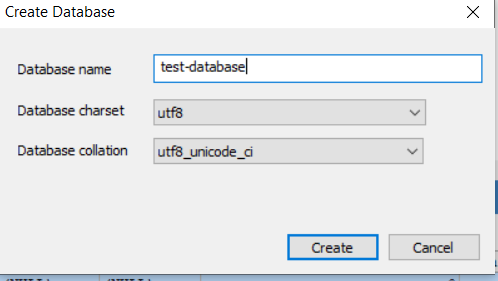 Create Database
Database name test-database
Database charset utf8
Database collation utf8_unicode_ci
Create Cancel